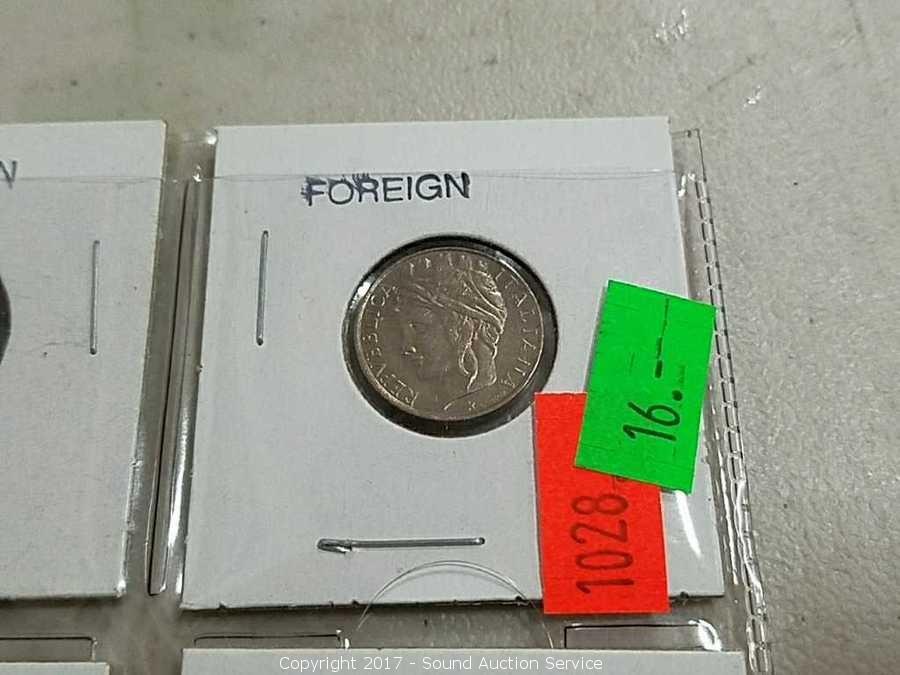 N
FOREIGN
REPVBBLICA ITALIANA
16.--
1028
Copyright 2017 - Sound Auction Service